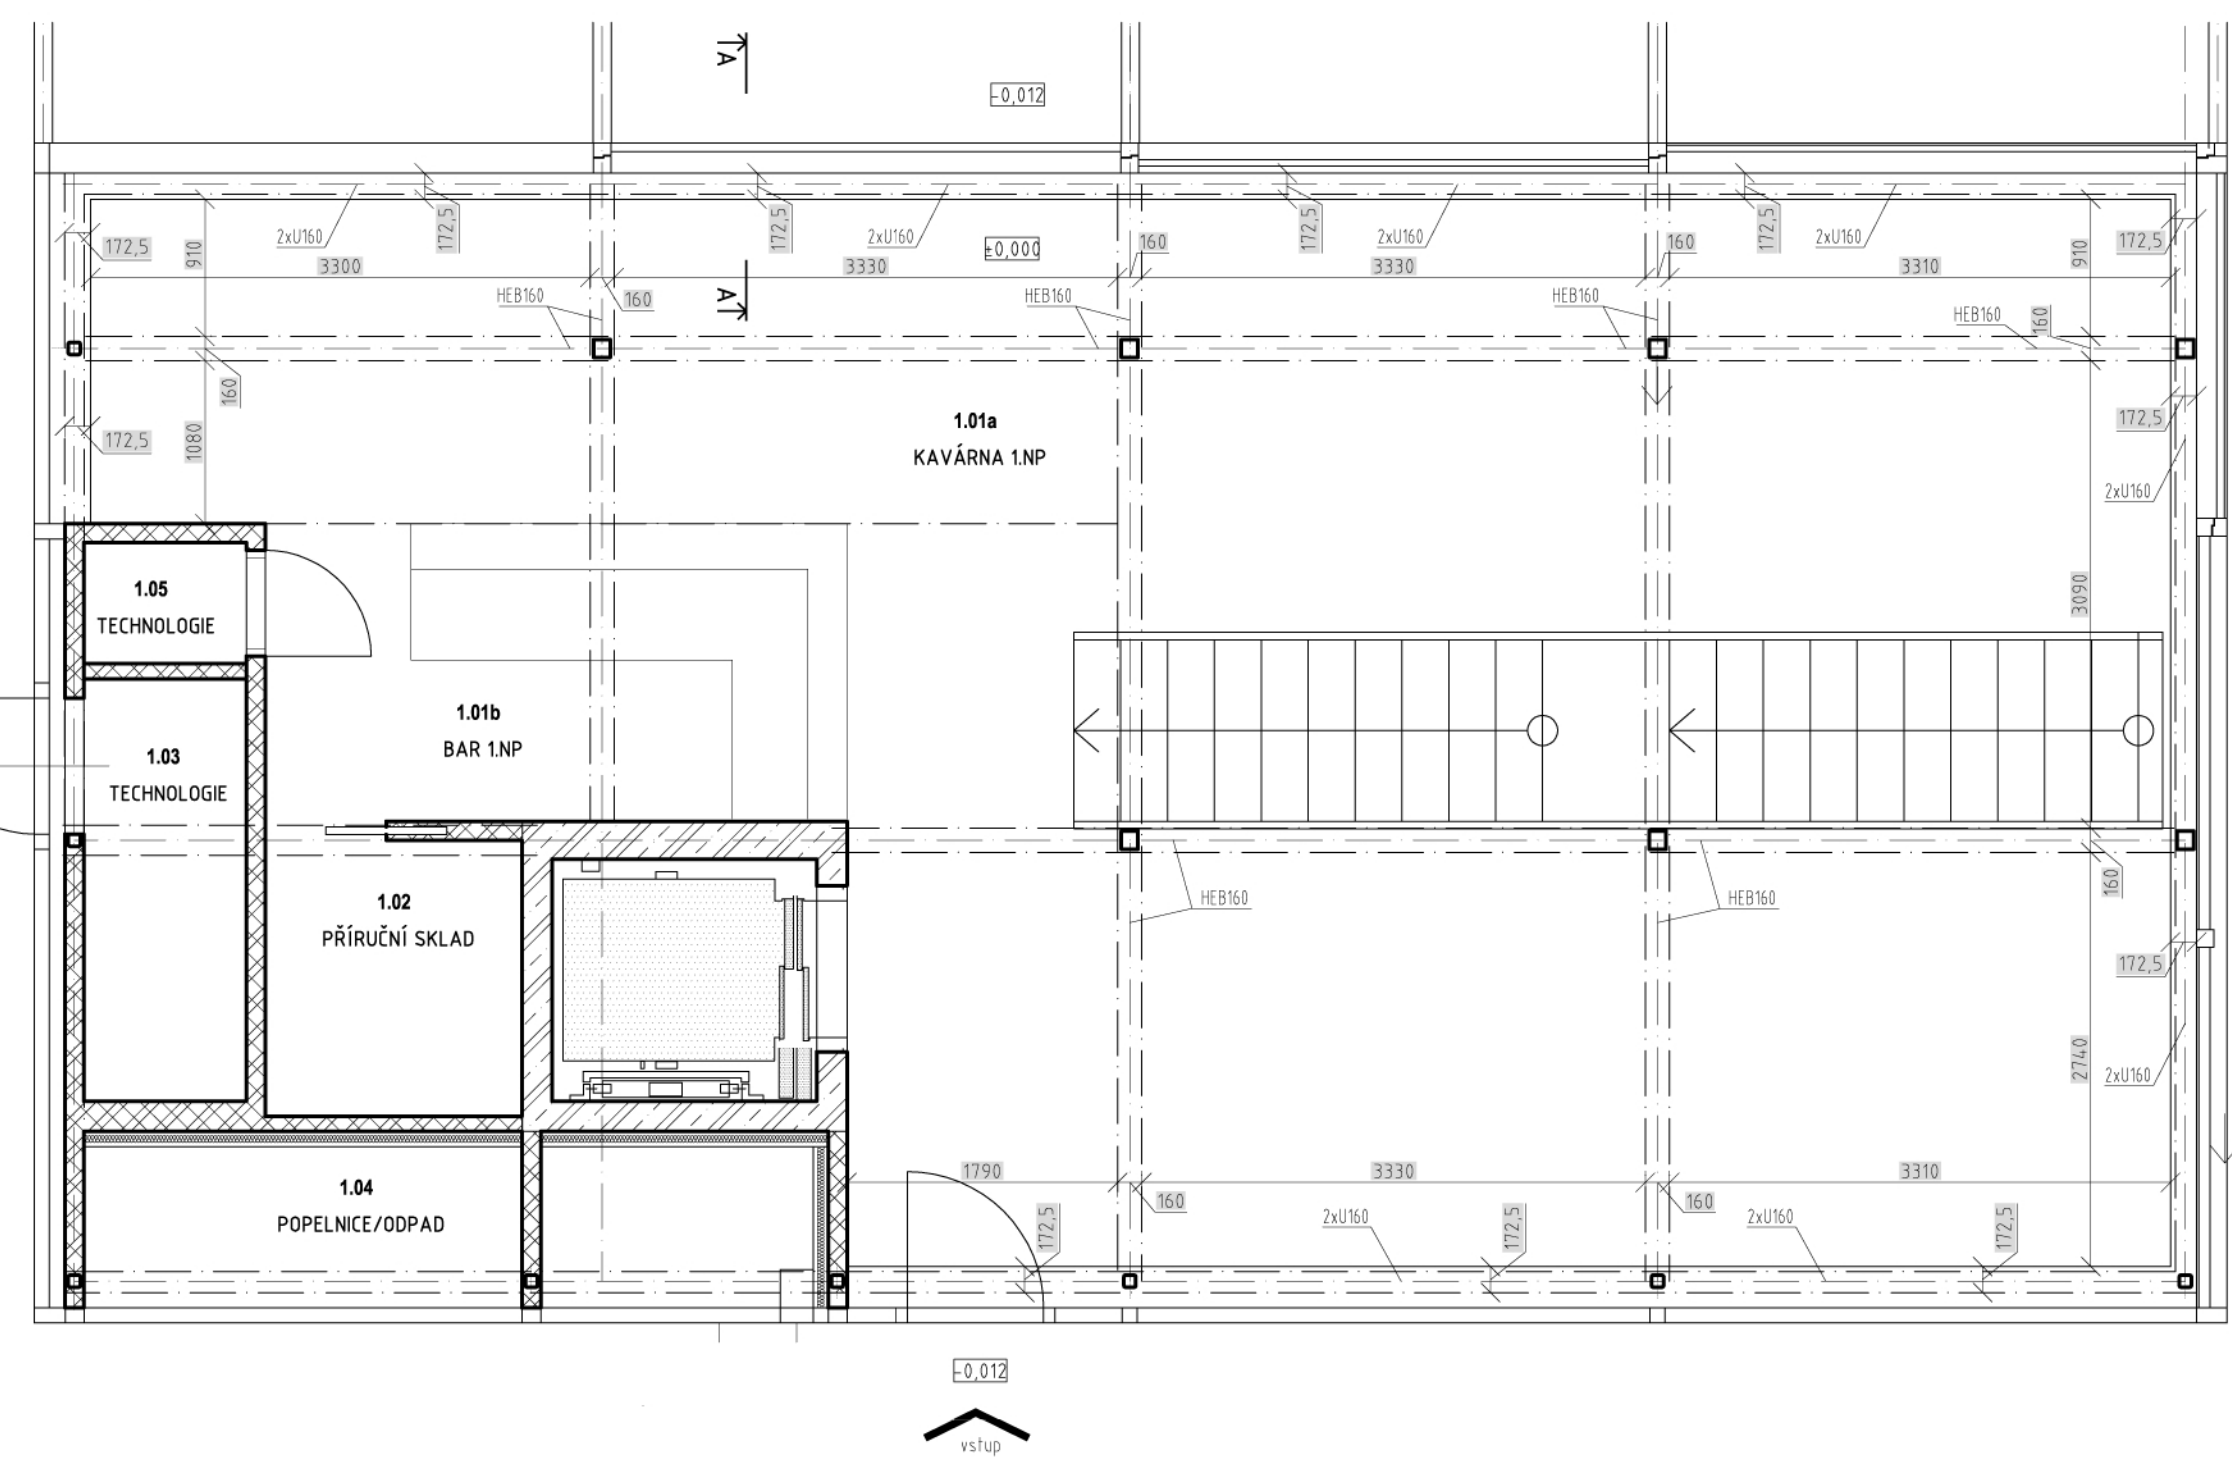 A
-0,012
172,5
172,5
172,5
172,5
2xU160
2xU160
2xU160
2xU160
172,5
910
±0,000
160
160
172,5
910
3300
3330
3330
3310
A
HEB160
160
HEB160
HEB160
HEB160
160
160
1.01a
KAVÁRNA 1.NP
172,5
1080
172,5
2xU160
1.05
TECHNOLOGIE
3090
1.01b
BAR 1.NP
1.03
TECHNOLOGIE
1.02
PŘÍRUČNÍ SKLAD
HEB160
HEB160
160
172,5
2740
2xU160
1.04
POPELNICE/ODPAD
1790
3330
3310
160
160
172,5
2xU160
172,5
2xU160
172,5
-0,012
vstup